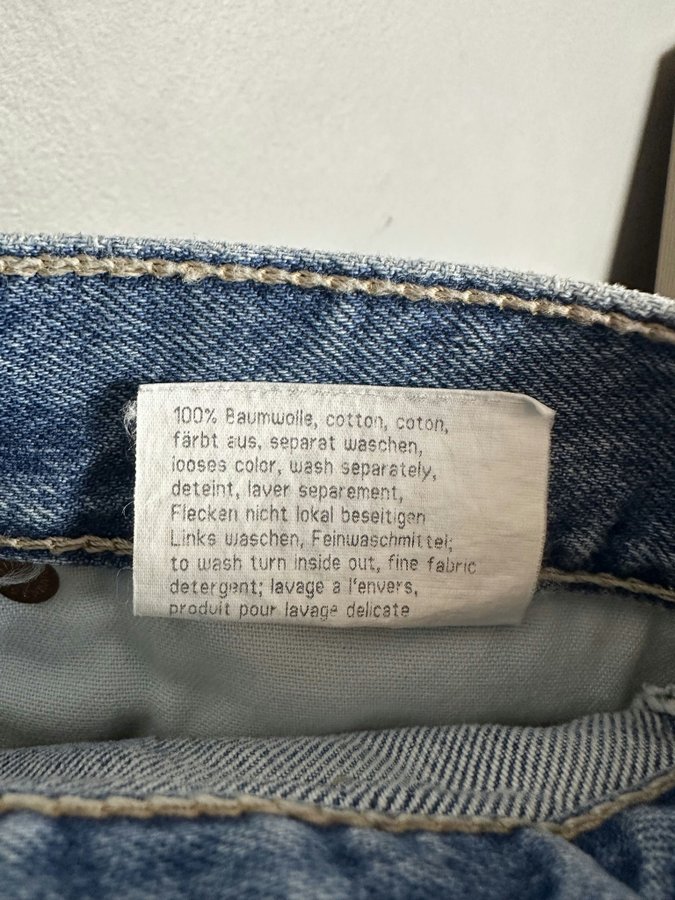 100% Baumwolle, cotton, coton,
färbt aus, separat waschen,
looses color, wash separately,
deteint, laver separement,
Flecken nicht lokal beseitigen
Links waschen, Feinwaschmittel;
to wash turn inside out, fine fabric
detergent; lavage a l'envers,
produit pour lavage delicate